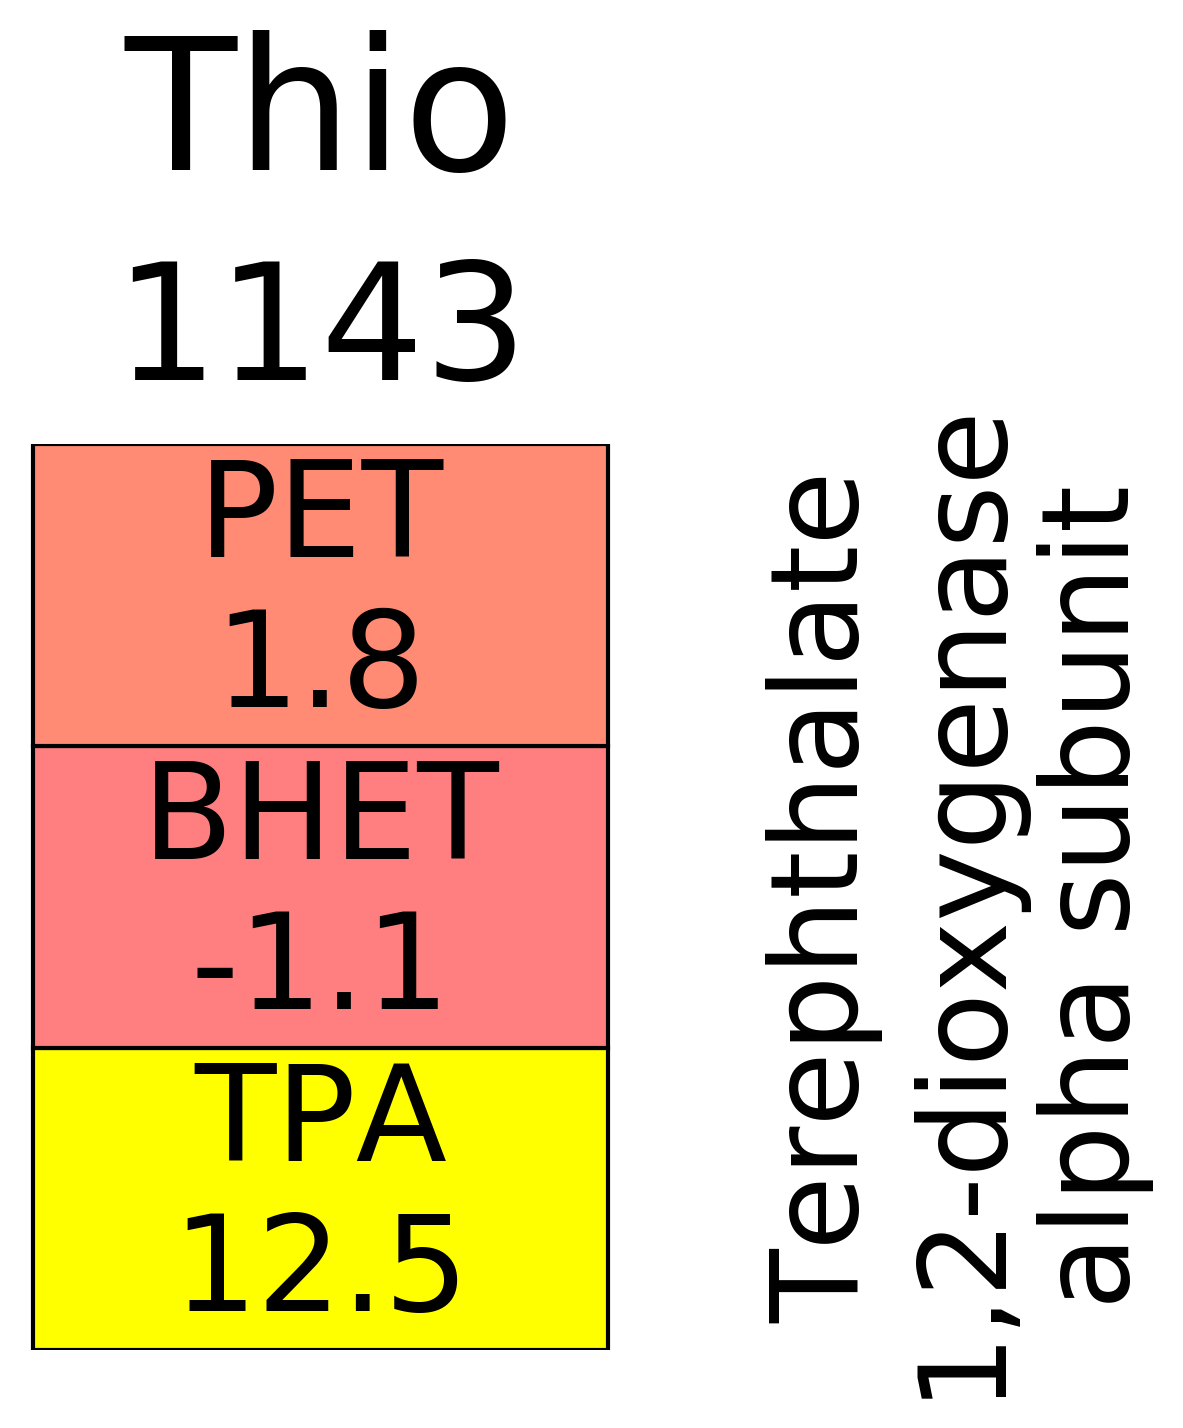 Thio
1143
PET
1.8
BHET
-1.1
TPA
12.5
Terephthalate
1,2-dioxygenase
alpha subunit